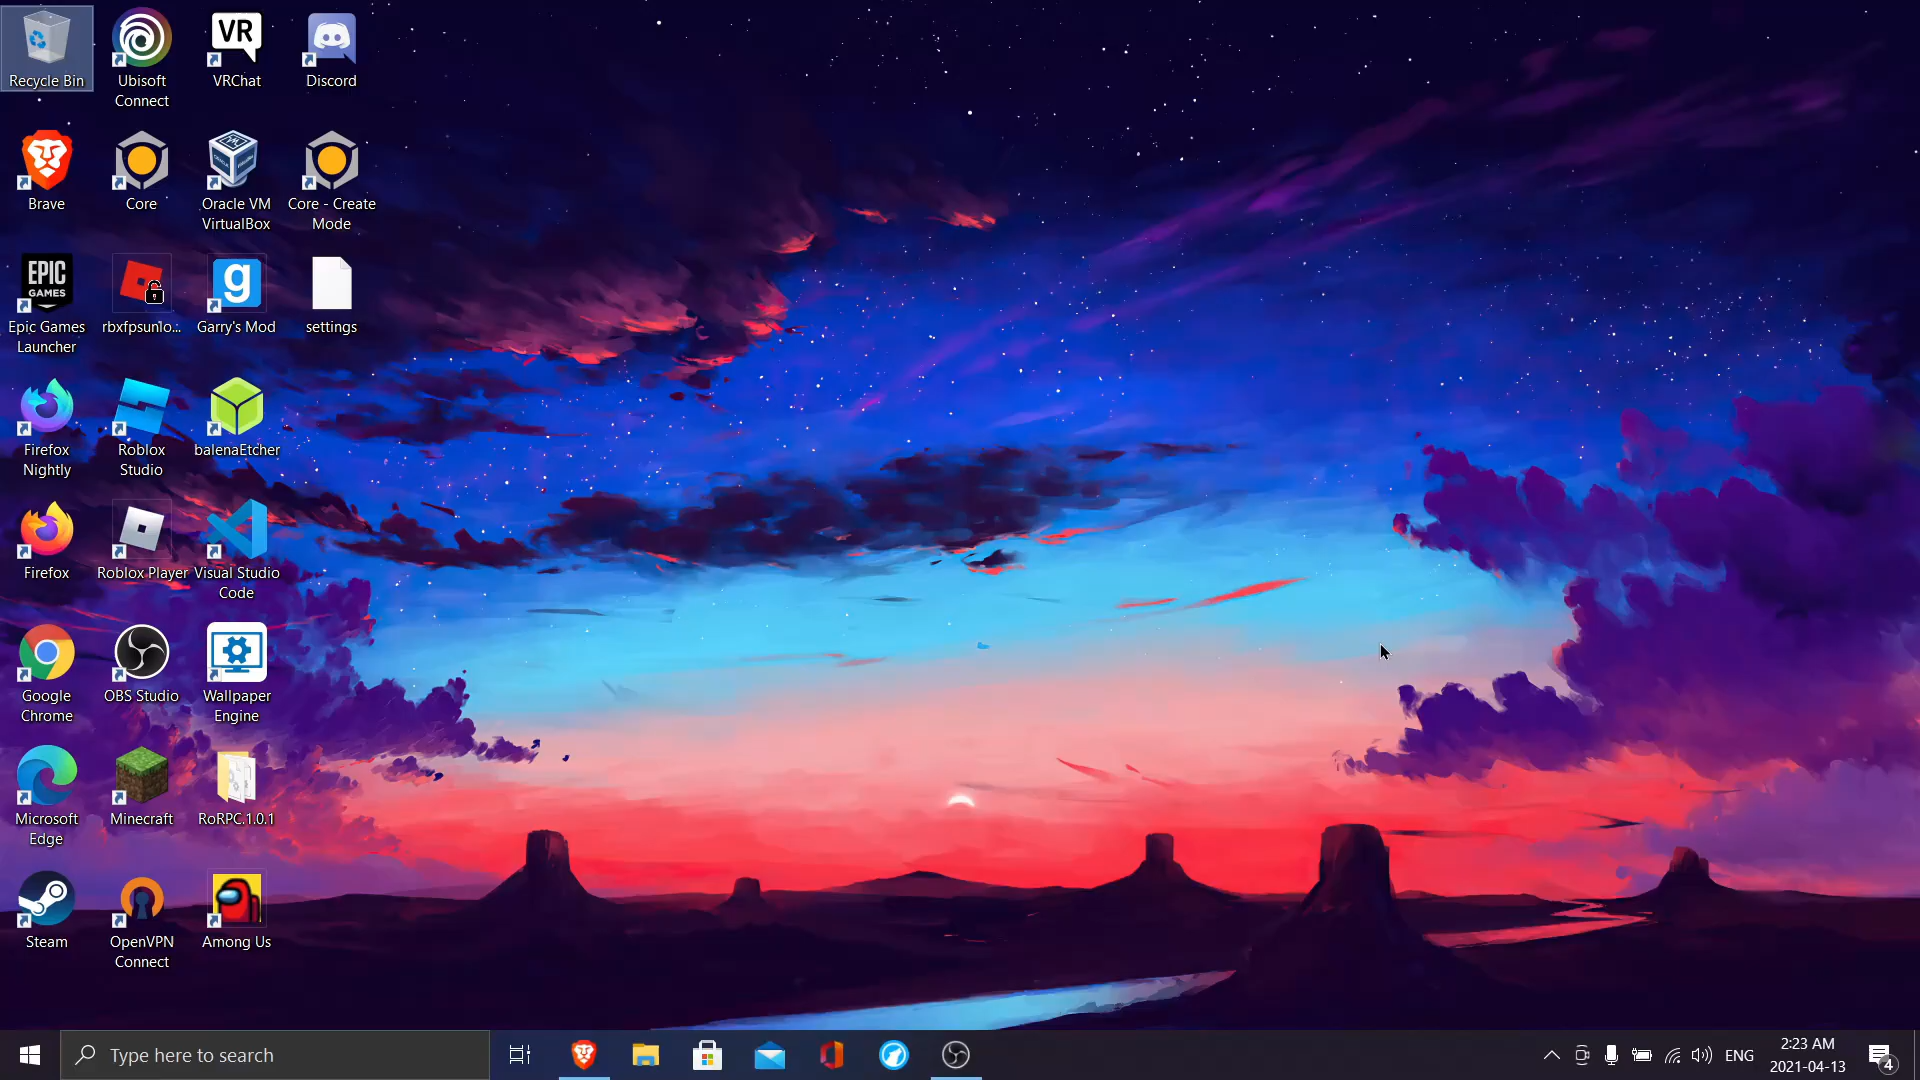 Recycle Bin
Ubisoft
Connect
VR
VRChat
Discord
Brave
Core
Oracle VM
VirtualBox
Core - Create
Mode
EPIC
GAMES
Epic Games
Launcher
rbxfpsunlo...
g
Garry's Mod
settings
Firefox
Nightly
Roblox
Studio
balenaEtcher
Firefox
Roblox Player
Visual Studio
Code
Google
Chrome
OBS Studio
Wallpaper
Engine
Microsoft
Edge
Minecraft
RoRPC.1.0.1
Steam
OpenVPN
Connect
Among Us
Type here to search
ENG
2:23 AM
2021-04-13
4